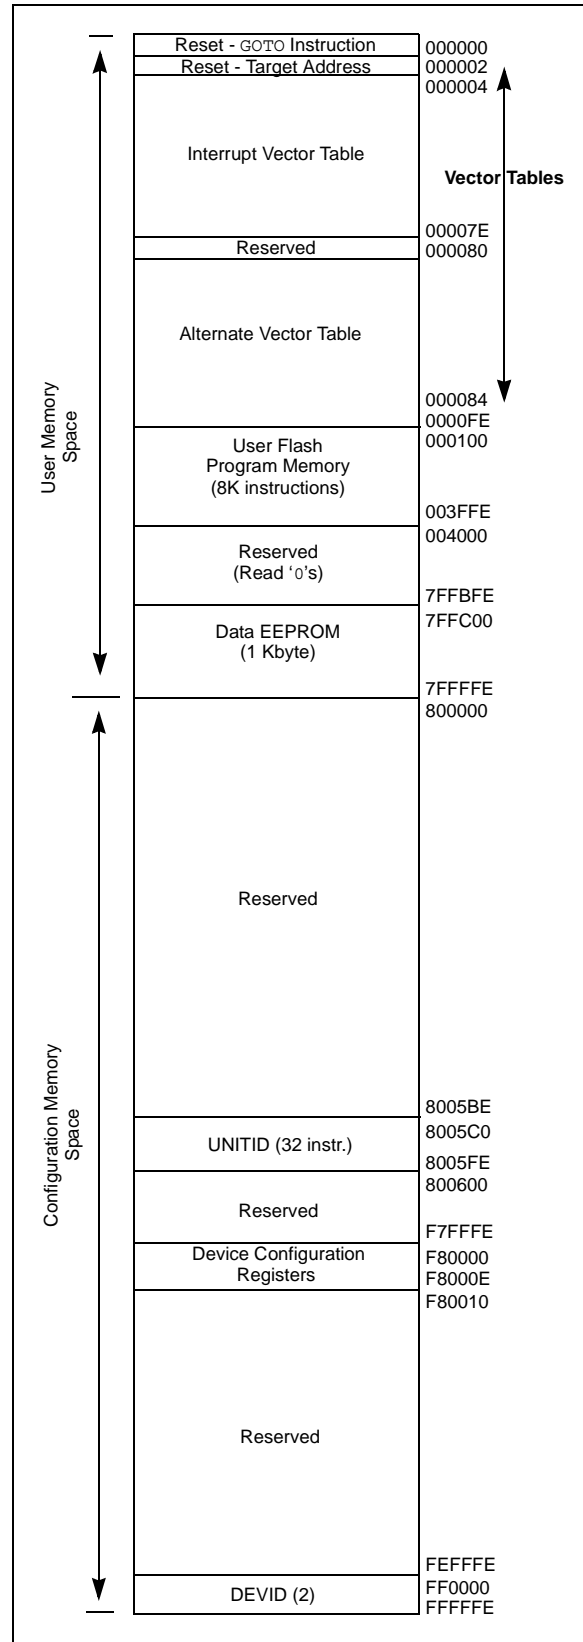 Reset - GOTO Instruction 000000
Reset - Target Address 000002
000004
Interrupt Vector Table
Vector Tables
00007E
Reserved 000080
Alternate Vector Table
000084
0000FE
User Memory
Space
User Flash 000100
Program Memory
(8K instructions)
003FFE
004000
Reserved
(Read ‘0’s)
7FFBFE
7FFC00
Data EEPROM
(1 Kbyte)
7FFFFE
800000
Reserved
Configuration Memory
Space
8005BE
8005C0
UNITID (32 instr.)
8005FE
800600
Reserved
F7FFFE
Device Configuration F80000
Registers F8000E
F80010
Reserved
FEFFFE
DEVID (2) FF0000
FFFFFE